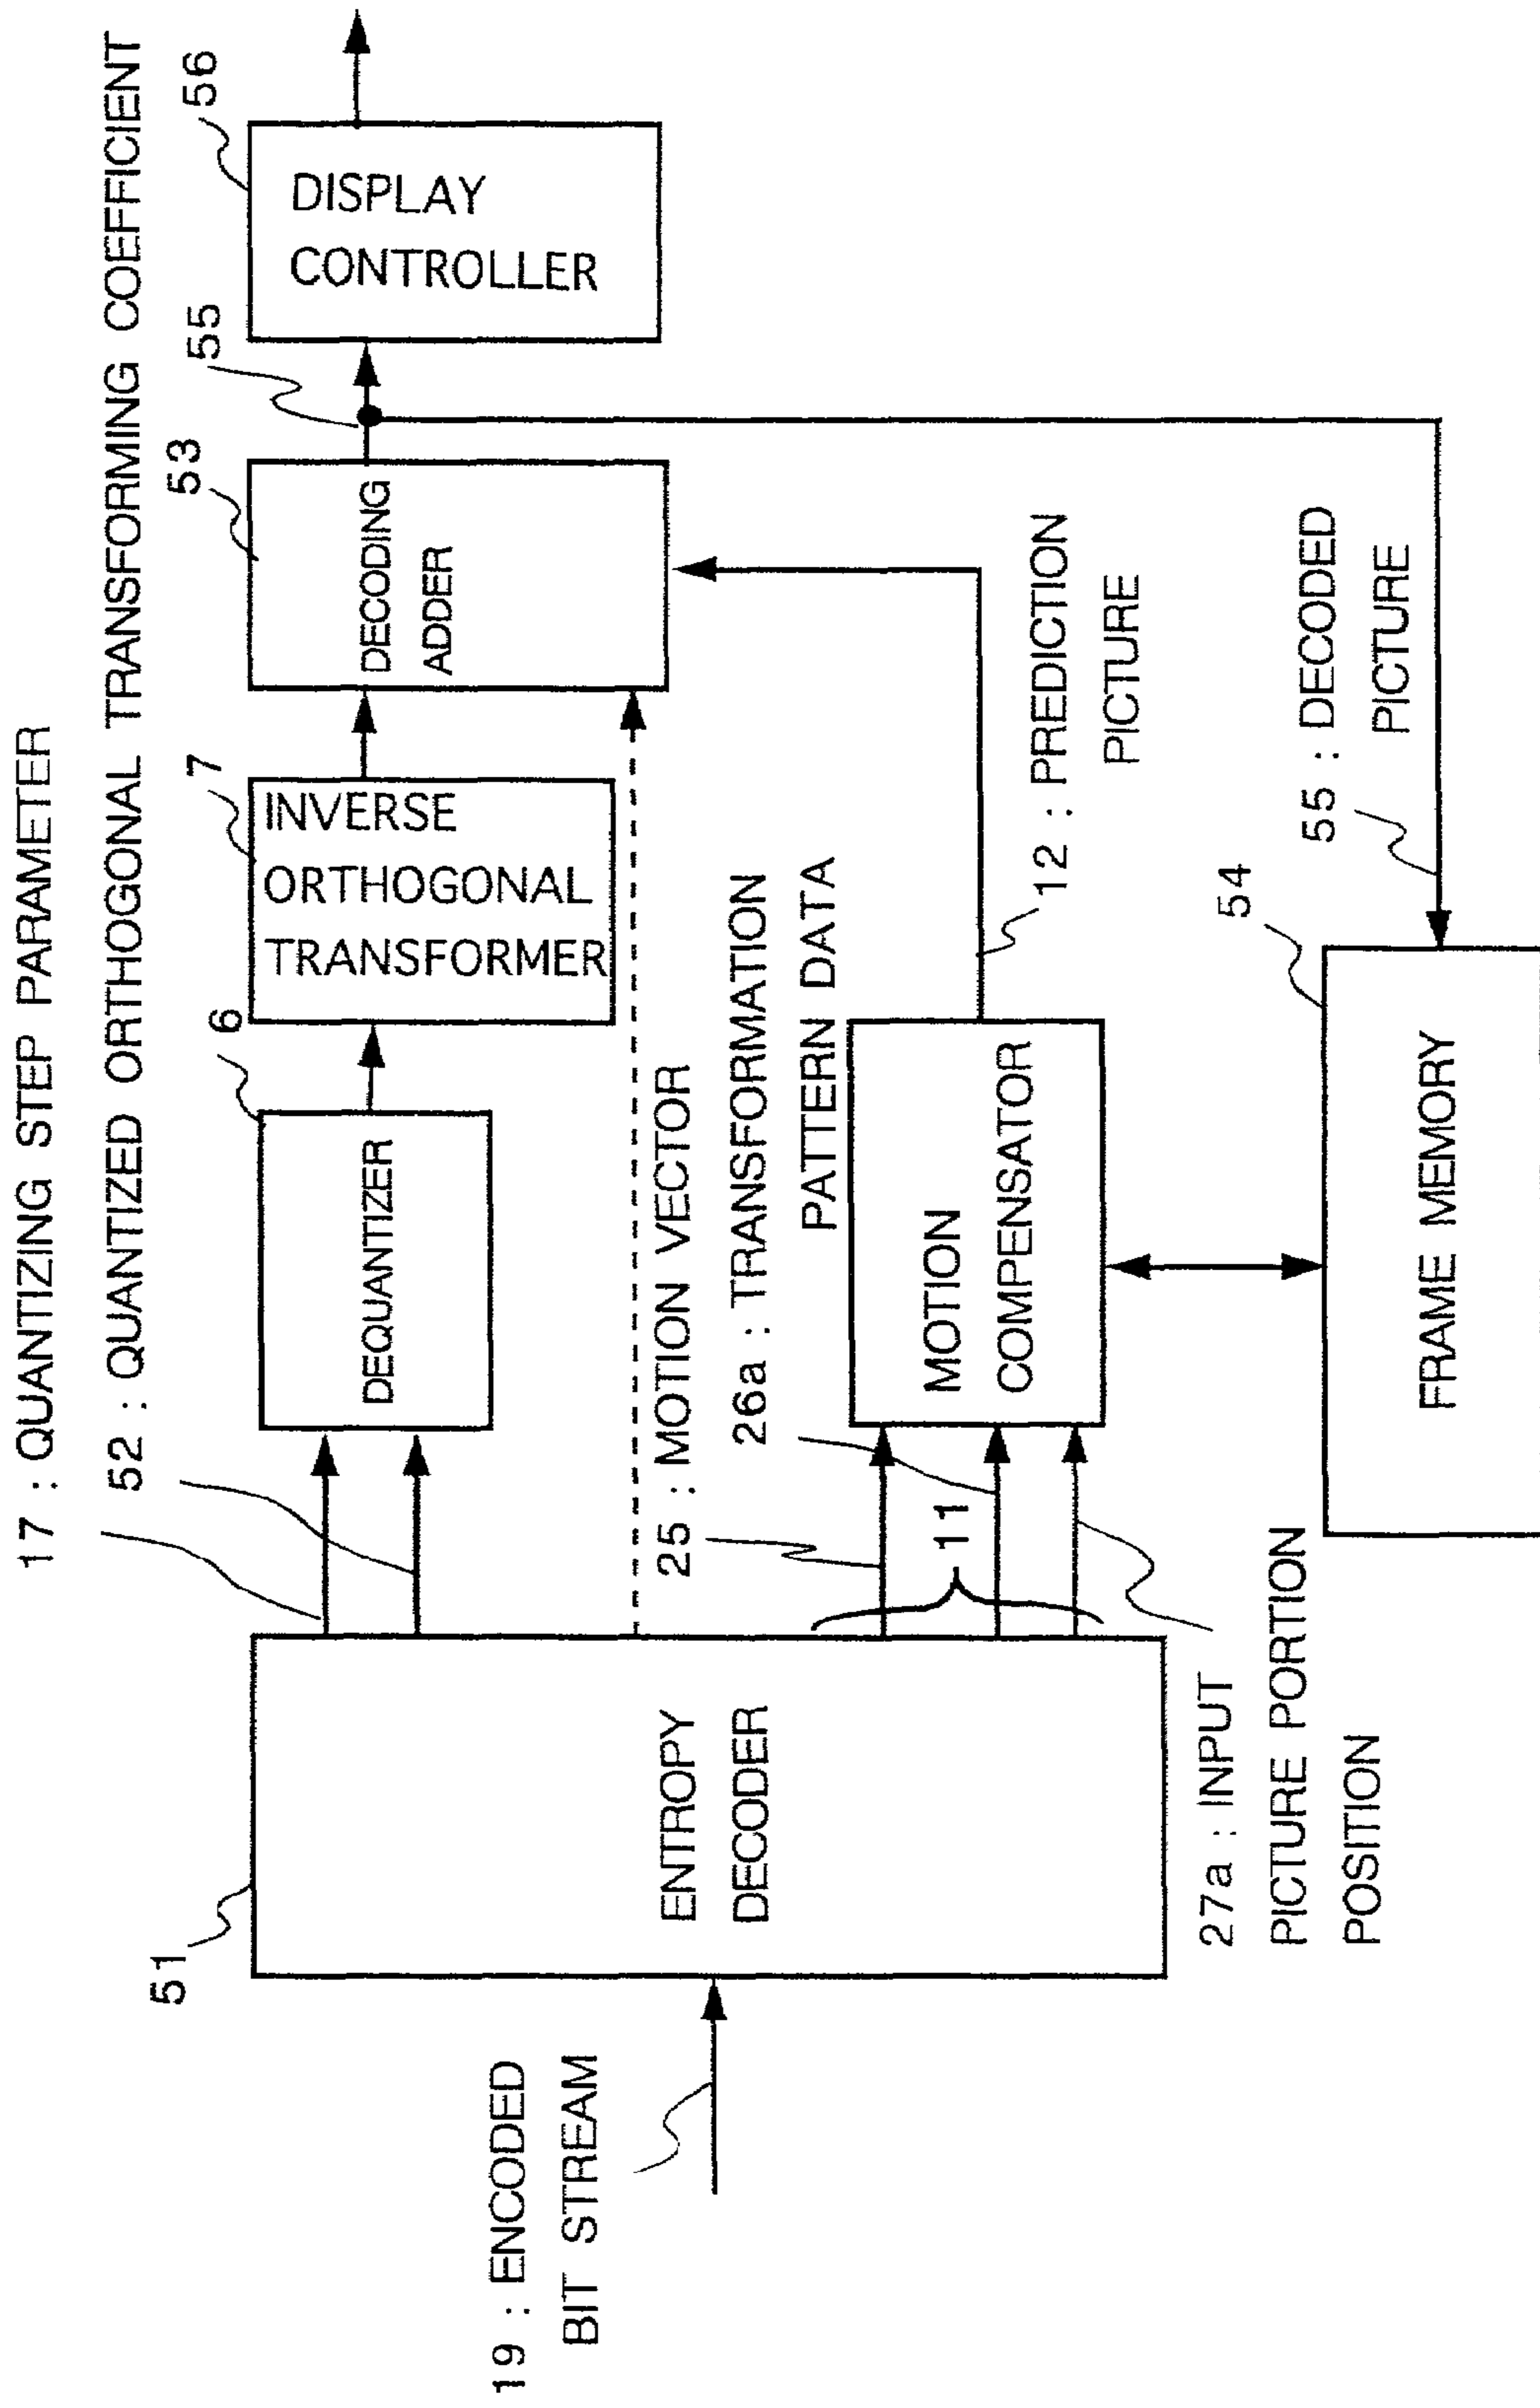 17 : QUANTIZING STEP PARAMETER
52 : QUANTIZED ORTHOGONAL TRANSFORMING COEFFICIENT
51
6
7
53
55
56
19 : ENCODED
BIT STREAM
ENTROPY
DECODER
DEQUANTIZER
INVERSE
ORTHOGONAL
TRANSFORMER
DECODING
ADDER
DISPLAY
CONTROLLER
25 : MOTION VECTOR
26a : TRANSFORMATION
PATTERN DATA
11
MOTION
COMPENSATOR
12 : PREDICTION
PICTURE
27a : INPUT
PICTURE PORTION
POSITION
54
55 : DECODED
PICTURE
FRAME MEMORY